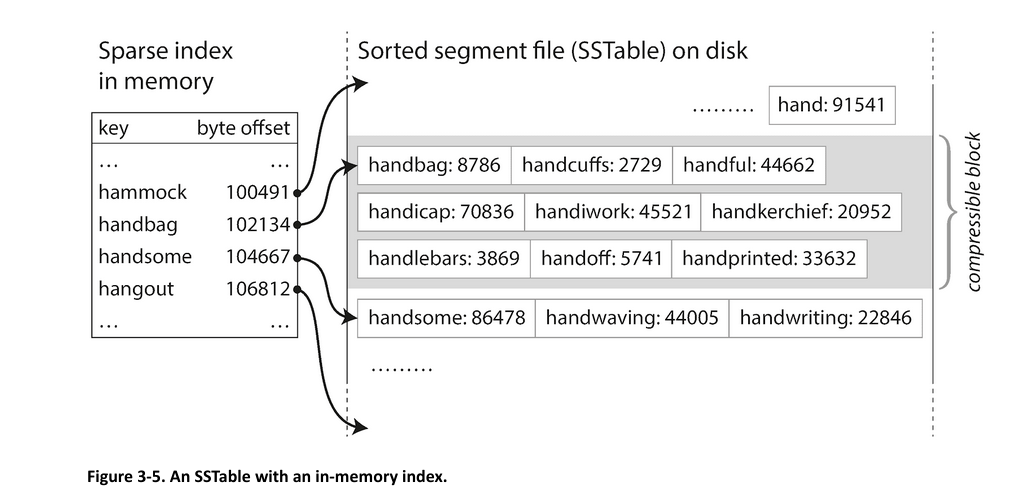 Sparse index
in memory
key byte offset
... ...
hammock 100491
handbag 102134
handsome 104667
hangout 106812
... ...
Sorted segment file (SSTable) on disk
......... hand: 91541
handbag: 8786 handcuffs: 2729 handful: 44662
handicap: 70836 handiwork: 45521 handkerchief: 20952
handlebars: 3869 handoff: 5741 handprinted: 33632
handsome: 86478 handwaving: 44005 handwriting: 22846
.........
compressible block
Figure 3-5. An SSTable with an in-memory index.